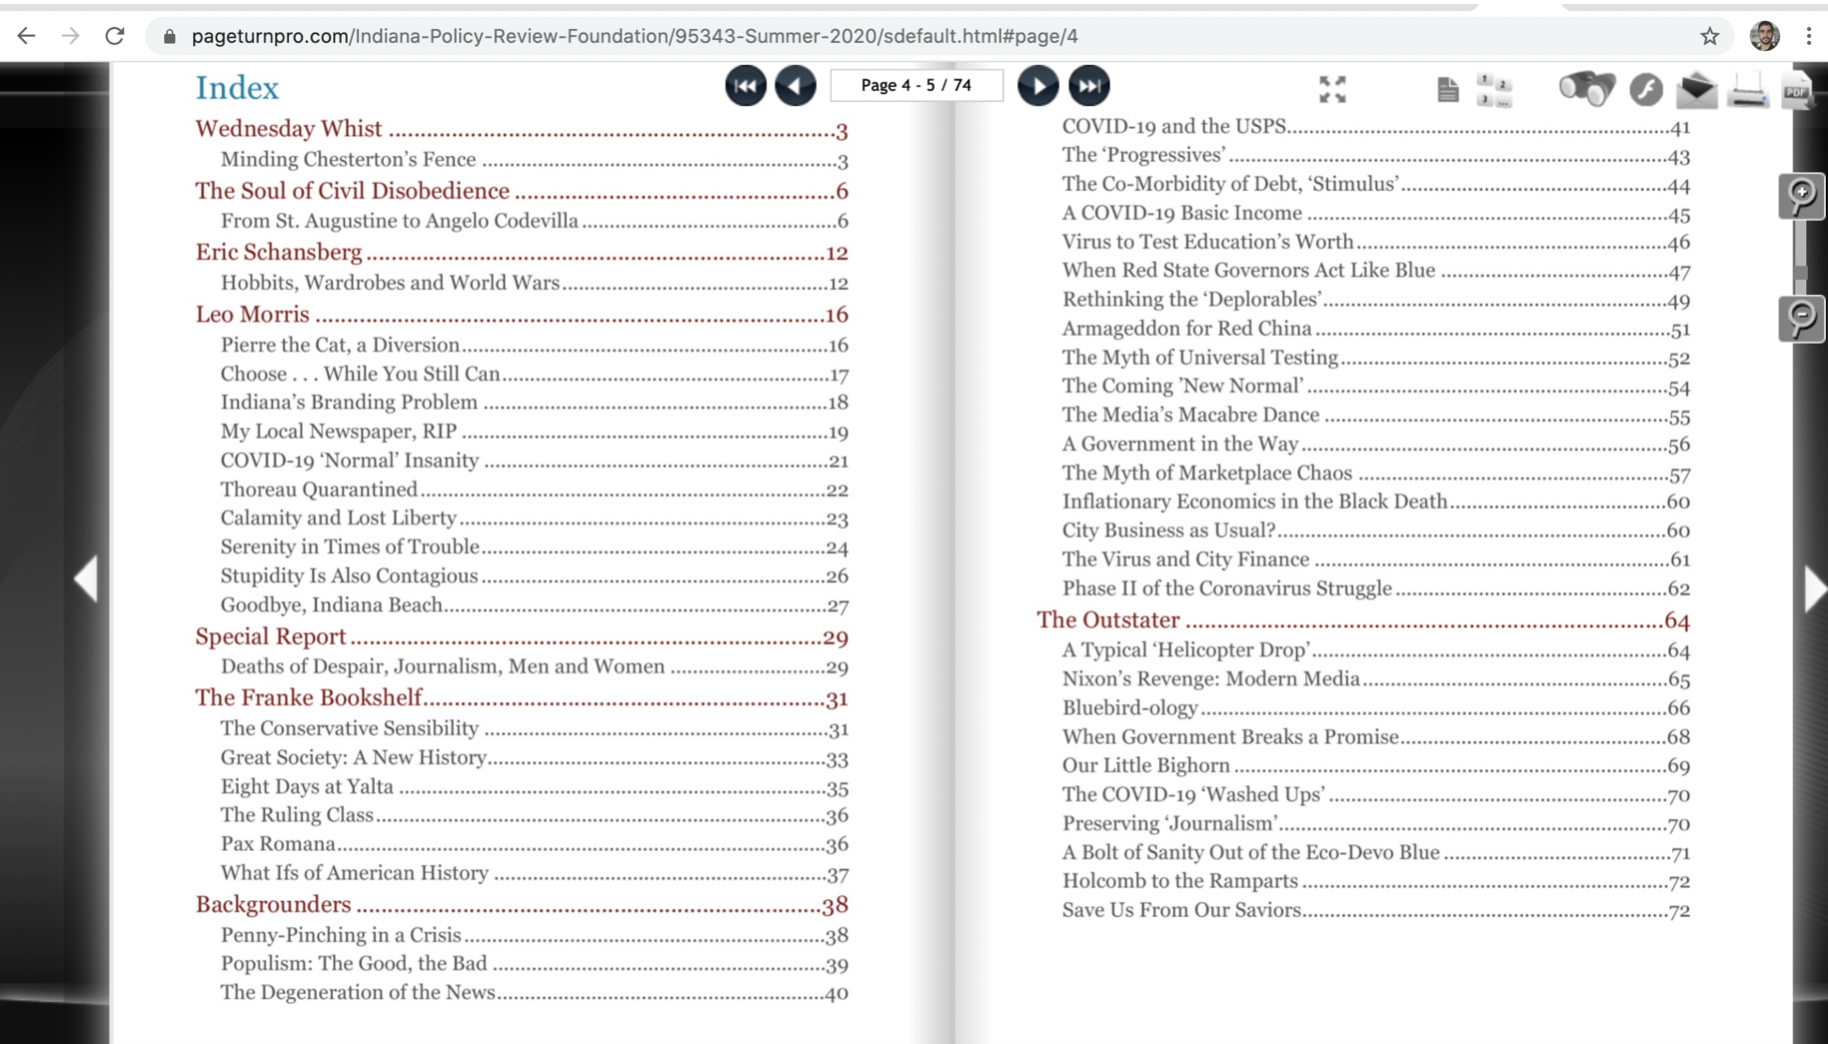 pageturnpro.com/Indiana-Policy-Review-Foundation/95343-Summer-2020/sdefault.html#page/4
Page 4 - 5 / 74
1 2
3 ...
PDF
Index
Wednesday Whist ........................................................3
Minding Chesterton’s Fence ........................................................3
The Soul of Civil Disobedience ........................................................6
From St. Augustine to Angelo Codevilla ........................................................6
Eric Schansberg ........................................................12
Hobbits, Wardrobes and World Wars ........................................................12
Leo Morris ........................................................16
Pierre the Cat, a Diversion ........................................................16
Choose . . . While You Still Can ........................................................17
Indiana’s Branding Problem ........................................................18
My Local Newspaper, RIP ........................................................19
COVID-19 ‘Normal’ Insanity ........................................................21
Thoreau Quarantined ........................................................22
Calamity and Lost Liberty ........................................................23
Serenity in Times of Trouble ........................................................24
Stupidity Is Also Contagious ........................................................26
Goodbye, Indiana Beach ........................................................27
Special Report ........................................................29
Deaths of Despair, Journalism, Men and Women ........................................................29
The Franke Bookshelf ........................................................31
The Conservative Sensibility ........................................................31
Great Society: A New History ........................................................33
Eight Days at Yalta ........................................................35
The Ruling Class ........................................................36
Pax Romana ........................................................36
What Ifs of American History ........................................................37
Backgrounders ........................................................38
Penny-Pinching in a Crisis ........................................................38
Populism: The Good, the Bad ........................................................39
The Degeneration of the News ........................................................40
COVID-19 and the USPS ........................................................41
The ‘Progressives’ ........................................................43
The Co-Morbidity of Debt, ‘Stimulus’ ........................................................44
A COVID-19 Basic Income ........................................................45
Virus to Test Education’s Worth ........................................................46
When Red State Governors Act Like Blue ........................................................47
Rethinking the ‘Deplorables’ ........................................................49
Armageddon for Red China ........................................................51
The Myth of Universal Testing ........................................................52
The Coming ’New Normal’ ........................................................54
The Media’s Macabre Dance ........................................................55
A Government in the Way ........................................................56
The Myth of Marketplace Chaos ........................................................57
Inflationary Economics in the Black Death ........................................................60
City Business as Usual? ........................................................60
The Virus and City Finance ........................................................61
Phase II of the Coronavirus Struggle ........................................................62
The Outstater ........................................................64
A Typical ‘Helicopter Drop’ ........................................................64
Nixon’s Revenge: Modern Media ........................................................65
Bluebird-ology ........................................................66
When Government Breaks a Promise ........................................................68
Our Little Bighorn ........................................................69
The COVID-19 ‘Washed Ups’ ........................................................70
Preserving ‘Journalism’ ........................................................70
A Bolt of Sanity Out of the Eco-Devo Blue ........................................................71
Holcomb to the Ramparts ........................................................72
Save Us From Our Saviors ........................................................72